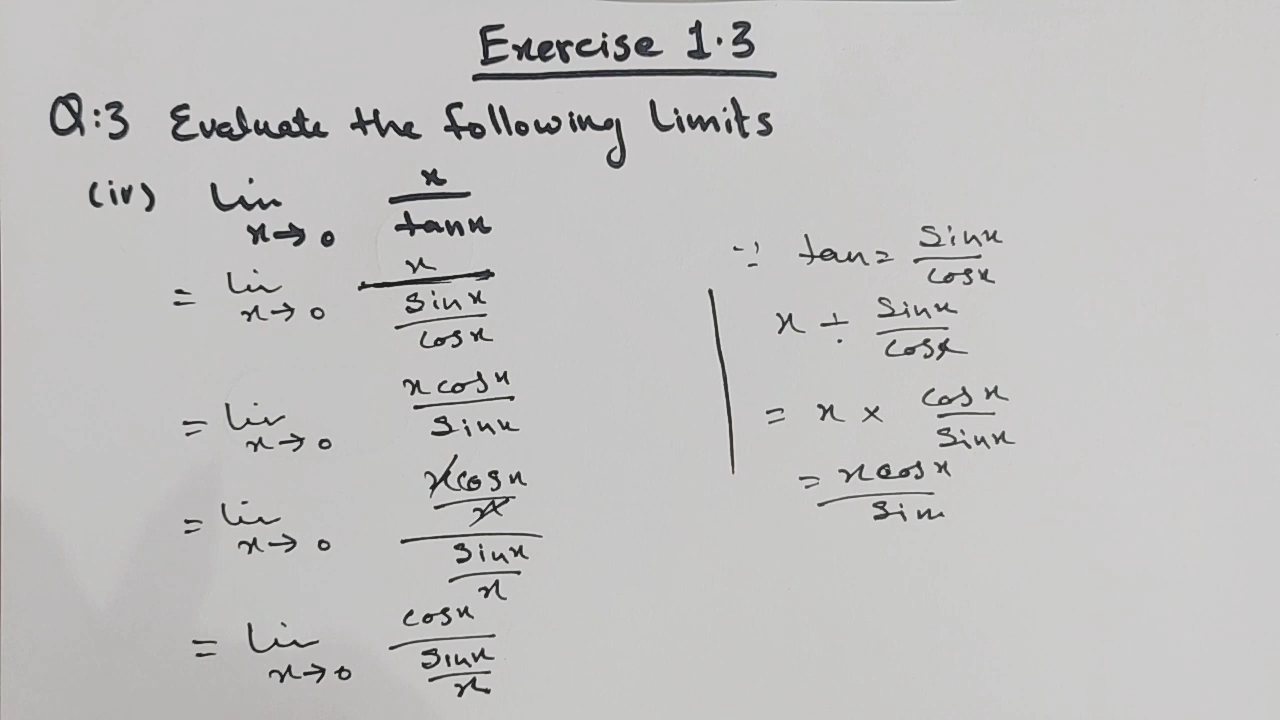 Exercise 1.3
Q:3 Evaluate the following Limits
(iv) lim x→0 x/tanx
= lim x→0 x/(sinx/cosx)
= lim x→0 xcosx/sinx
= lim x→0 (xcosx/x)/(sinx/x)
= lim x→0 cosx/(sinx/x)
∵ tan = sinx/cosx
x ÷ sinx/cosx
= x × cosx/sinx
= xcosx/sinx